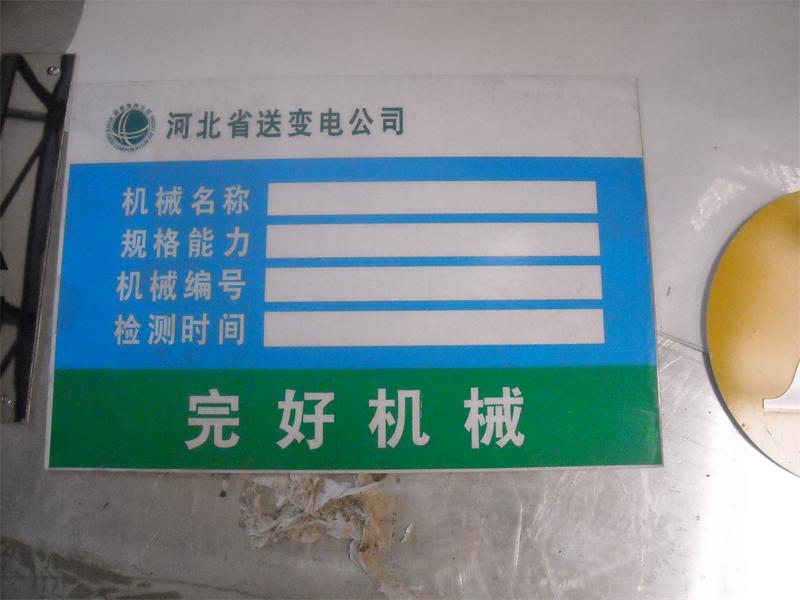 河北省送变电公司
机械名称
规格能力
机械编号
检测时间
完好机械